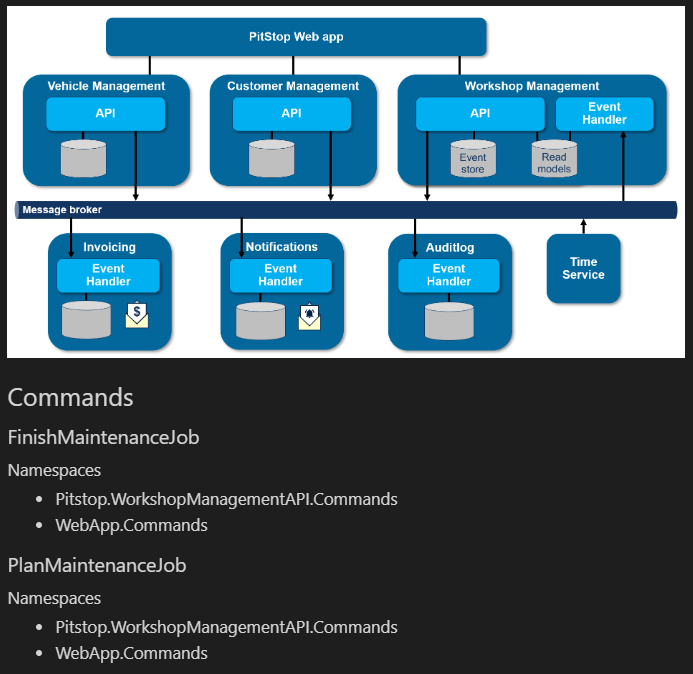 PitStop Web app
Vehicle Management
API
Customer Management
API
Workshop Management
API
Event
Handler
Event
store
Read
models
Message broker
Invoicing
Event
Handler
$
Notifications
Event
Handler
Auditlog
Event
Handler
Time
Service
Commands
FinishMaintenanceJob
Namespaces
• Pitstop.WorkshopManagementAPI.Commands
• WebApp.Commands
PlanMaintenanceJob
Namespaces
• Pitstop.WorkshopManagementAPI.Commands
• WebApp.Commands